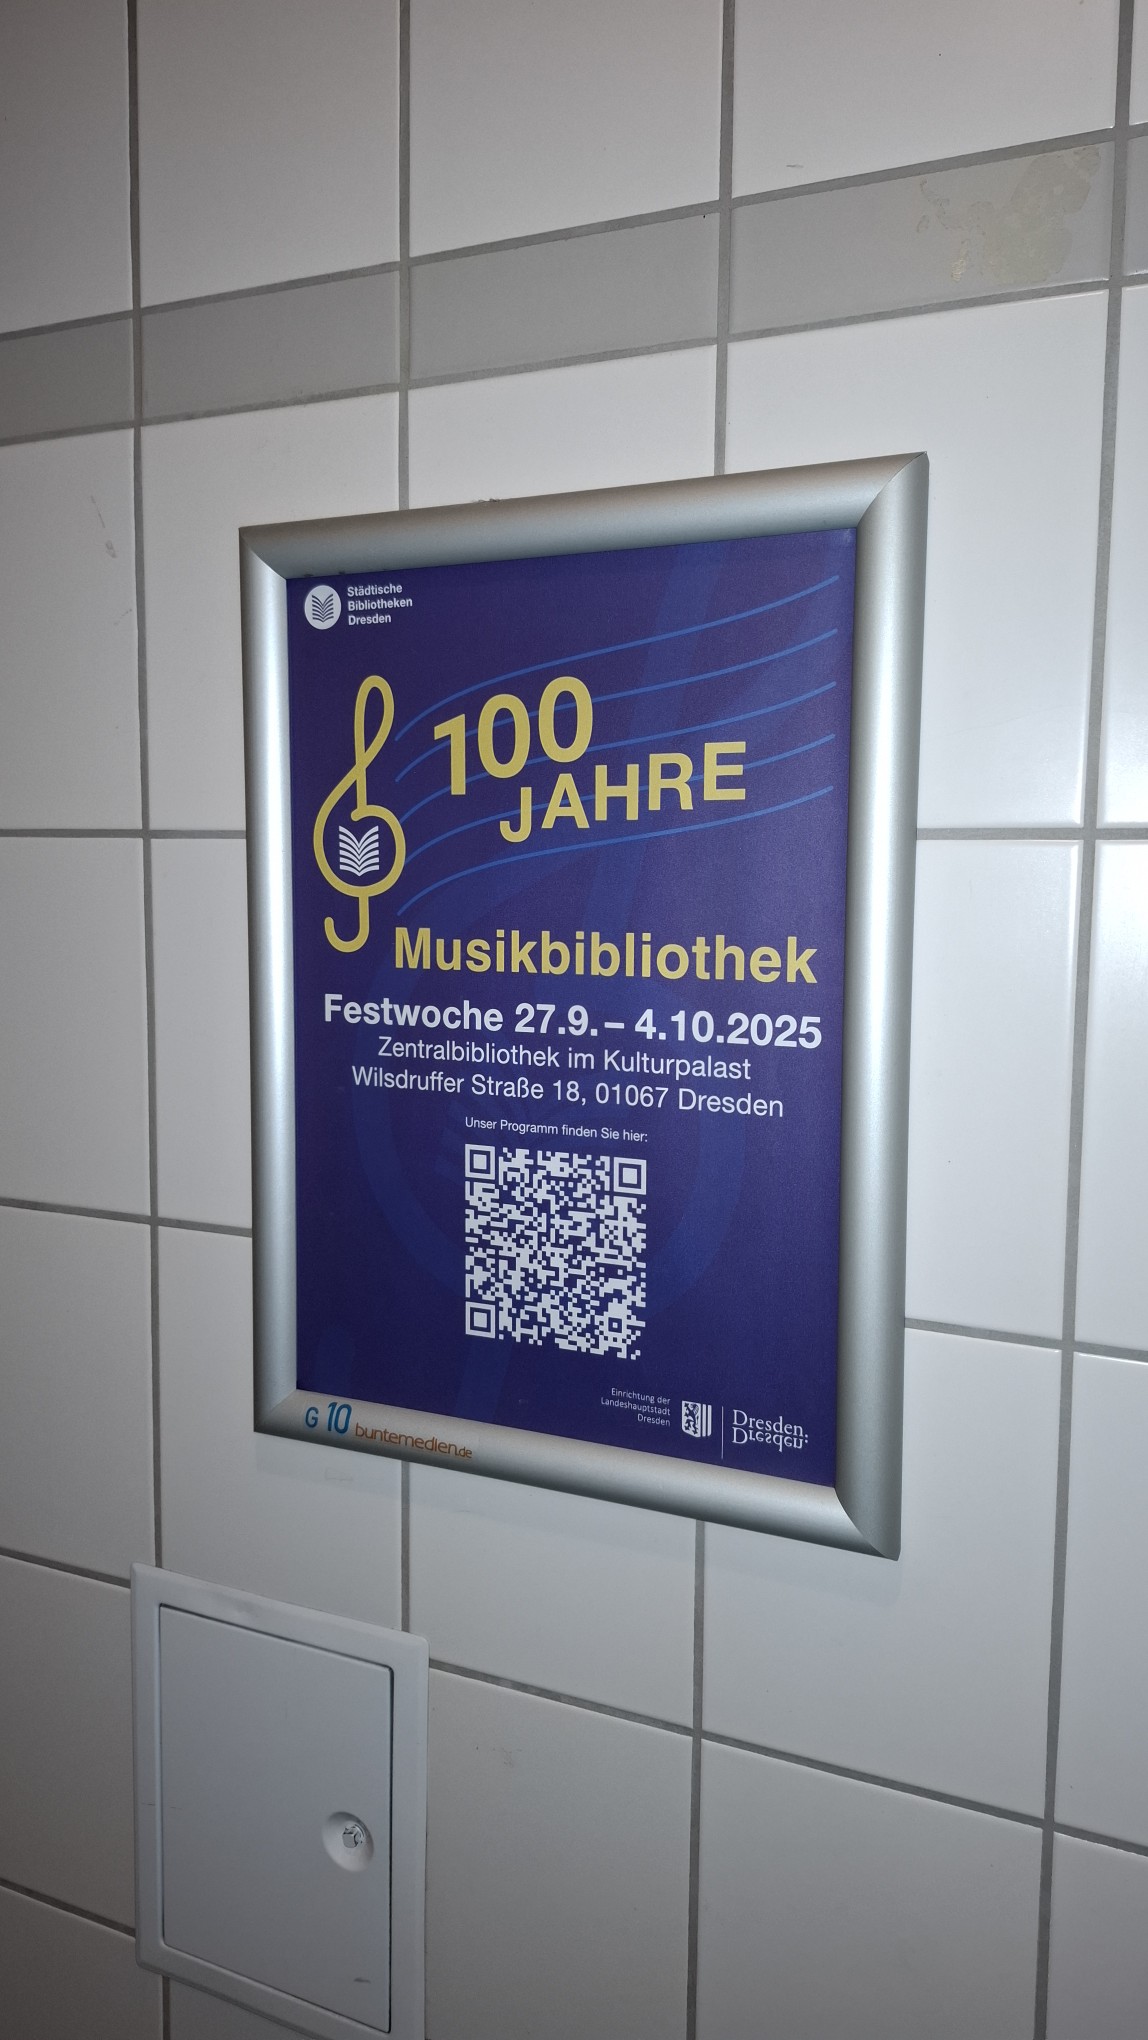 Städtische
Bibliotheken
Dresden
100
JAHRE
Musikbibliothek
Festwoche 27.9. – 4.10.2025
Zentralbibliothek im Kulturpalast
Wilsdruffer Straße 18, 01067 Dresden
Unser Programm finden Sie hier:
Einrichtung der
Landeshauptstadt
Dresden
Dresden.
Dresden.
G 10 buntemedien.de